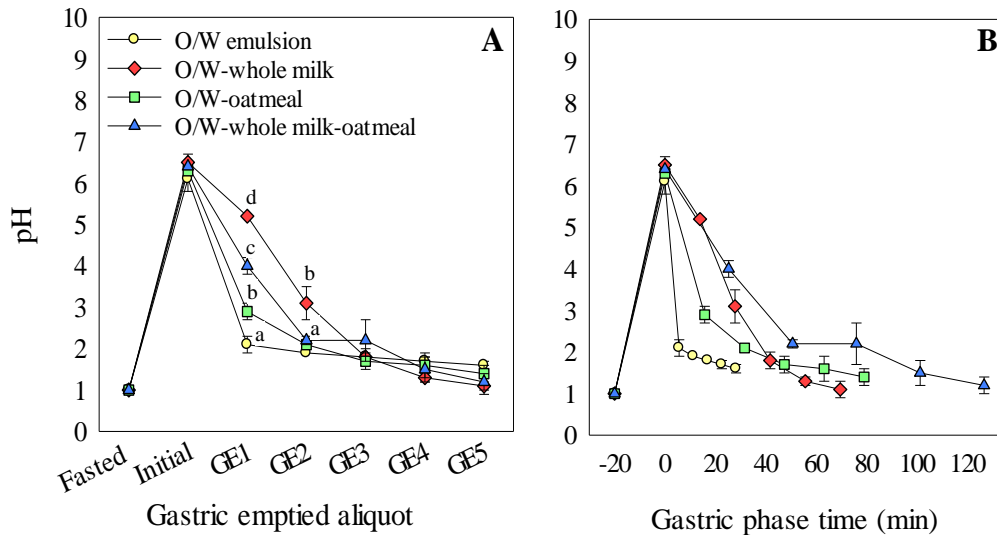 A
O/W emulsion
O/W-whole milk
O/W-oatmeal
O/W-whole milk-oatmeal
10
9
8
7
6
5
4
3
2
1
0
pH
d
c
b
a
b
a
Fasted
Initial
GE1
GE2
GE3
GE4
GE5
Gastric emptied aliquot
B
10
9
8
7
6
5
4
3
2
1
0
-20 0 20 40 60 80 100 120
Gastric phase time (min)